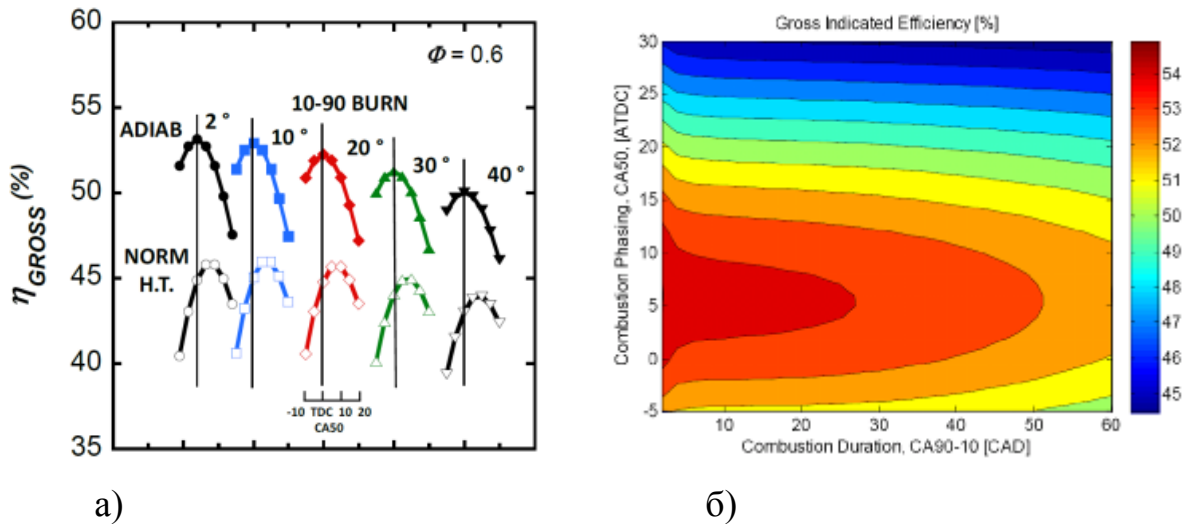 60
55
50
45
40
35
η_GROSS (%)
Φ = 0.6
10-90 BURN
ADIAB
2 °
10 °
20 °
30 °
40 °
NORM
H.T.
-10 TDC 10 20
CA50
Gross Indicated Efficiency [%]
Combustion Phasing, CA50, [ATDC]
30
25
20
15
10
5
0
-5
10 20 30 40 50 60
Combustion Duration, CA90-10 [CAD]
54
53
52
51
50
49
48
47
46
45
а) б)